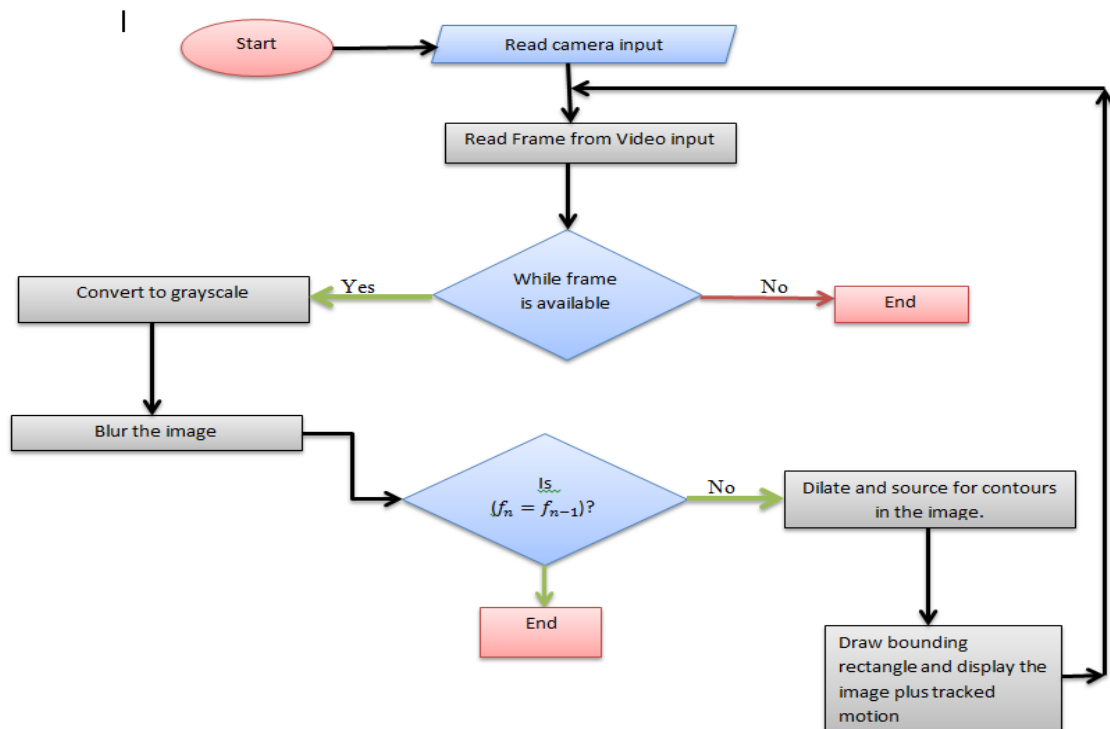 Start
Read camera input
Read Frame from Video input
While frame
is available
Yes
No
Convert to grayscale
End
Blur the image
Is
(fₙ = fₙ₋₁)?
No
Dilate and source for contours
in the image.
End
Draw bounding
rectangle and display the
image plus tracked
motion